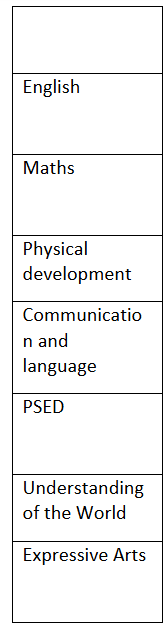 English
Maths
Physical
development
Communicatio
n and
language
PSED
Understanding
of the World
Expressive Arts